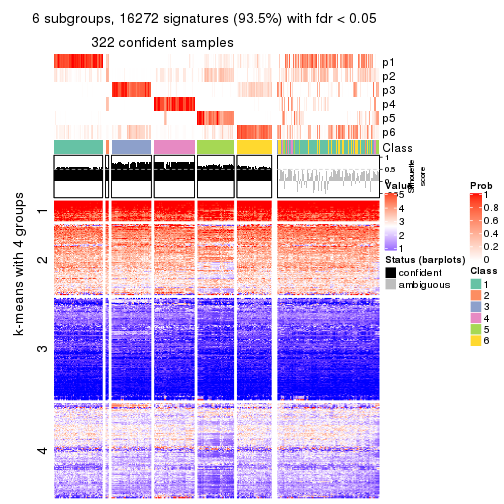 6 subgroups, 16272 signatures (93.5%) with fdr < 0.05
322 confident samples
p1
p2
p3
p4
p5
p6
Class
1
0.5
0
Silhouette
score
k-means with 4 groups
1
2
3
4
Value
5
4
3
2
1
Status (barplots)
confident
ambiguous
Prob
1
0.8
0.6
0.4
0.2
0
Class
1
2
3
4
5
6